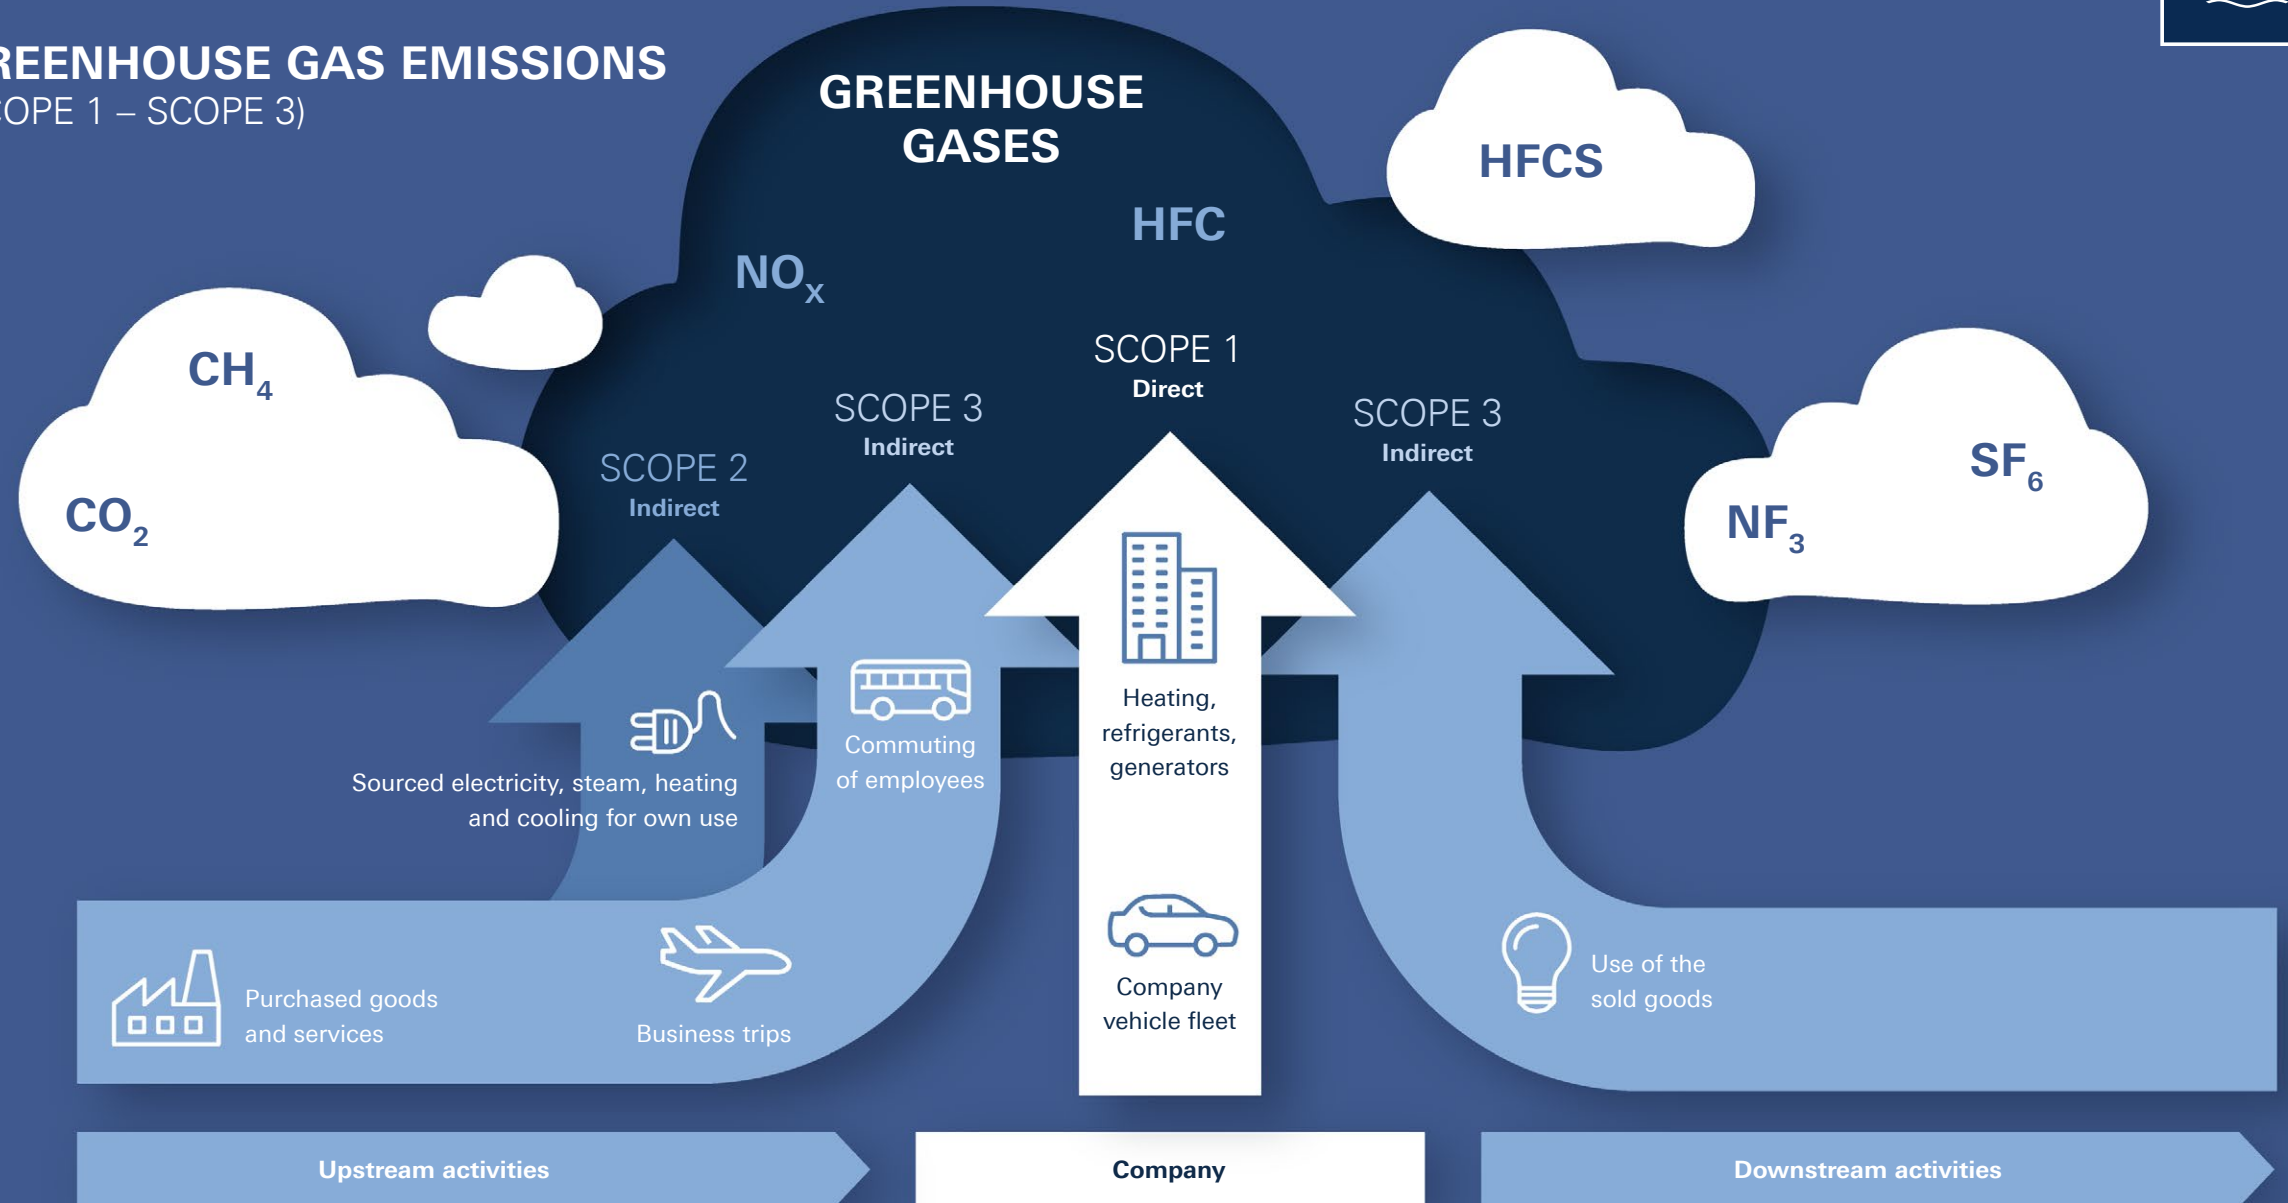 REENHOUSE GAS EMISSIONS
COPE 1 – SCOPE 3)
GREENHOUSE
GASES
HFCS
HFC
NOₓ
CH₄
CO₂
SCOPE 1
Direct
SCOPE 3
Indirect
SCOPE 3
Indirect
SCOPE 2
Indirect
SF₆
NF₃
Heating,
refrigerants,
generators
Commuting
of employees
Sourced electricity, steam, heating
and cooling for own use
Company
vehicle fleet
Use of the
sold goods
Purchased goods
and services
Business trips
Upstream activities
Company
Downstream activities